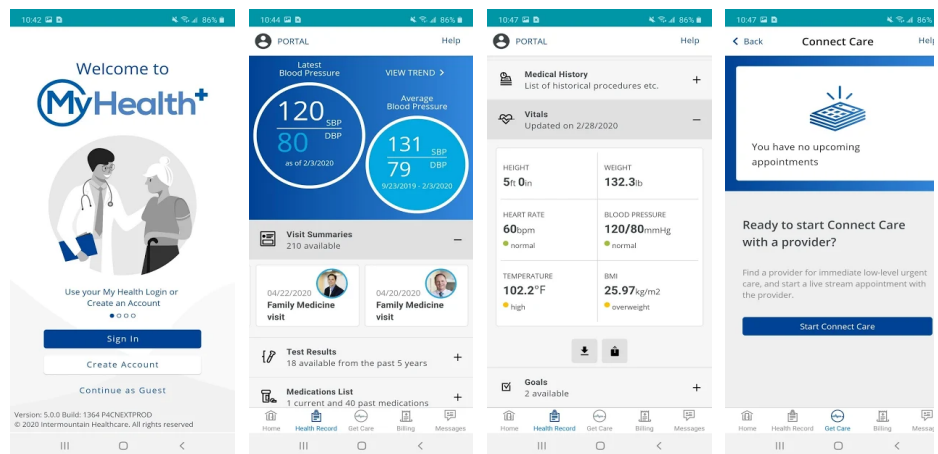 10:42 86%
Welcome to
MyHealth+
Use your My Health Login or
Create an Account
Sign In
Create Account
Continue as Guest
Version: 5.0.0 Build: 1364 P4CNEXTPROD
© 2020 Intermountain Healthcare. All rights reserved
10:44 86%
PORTAL Help
Latest
Blood Pressure
VIEW TREND >
120 SBP
80 DBP
as of 2/3/2020
Average
Blood Pressure
131 SBP
79 DBP
9/23/2019 - 2/3/2020
Visit Summaries
210 available
04/22/2020
Family Medicine
visit
04/20/2020
Family Medicine
visit
Test Results
18 available from the past 5 years
Medications List
1 current and 40 past medications
Home Health Record Get Care Billing Messages
10:47 86%
PORTAL Help
Medical History
List of historical procedures etc.
Vitals
Updated on 2/28/2020
HEIGHT
5ft 0in
WEIGHT
132.3lb
HEART RATE
60bpm
normal
BLOOD PRESSURE
120/80mmHg
normal
TEMPERATURE
102.2°F
high
BMI
25.97kg/m2
overweight
Goals
2 available
Home Health Record Get Care Billing Messages
10:47 86%
< Back Connect Care Help
You have no upcoming
appointments
Ready to start Connect Care
with a provider?
Find a provider for immediate low-level urgent
care, and start a live stream appointment with
the provider.
Start Connect Care
Home Health Record Get Care Billing Messag